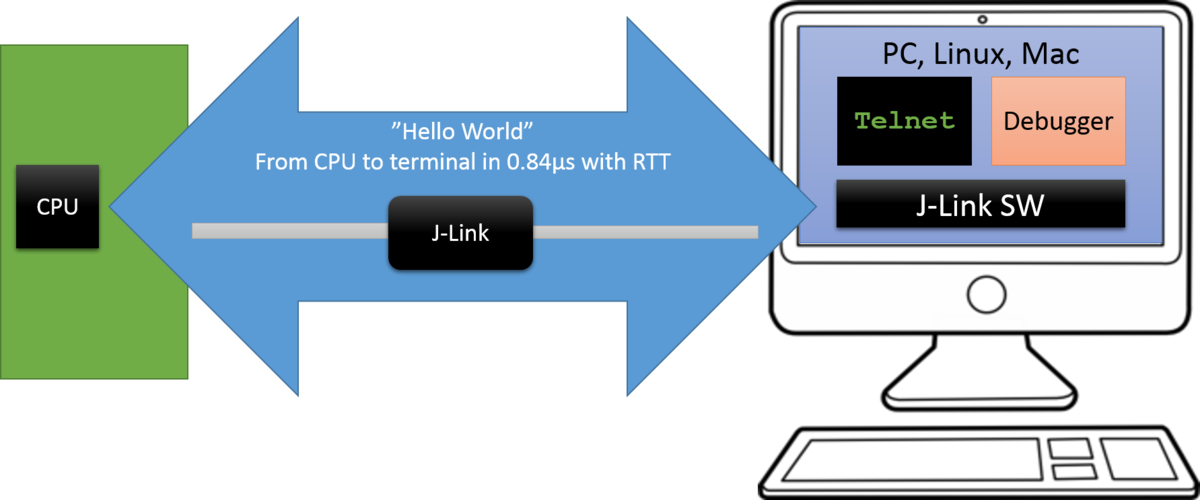 PC, Linux, Mac
Telnet
Debugger
J-Link SW
”Hello World”
From CPU to terminal in 0.84µs with RTT
CPU
J-Link